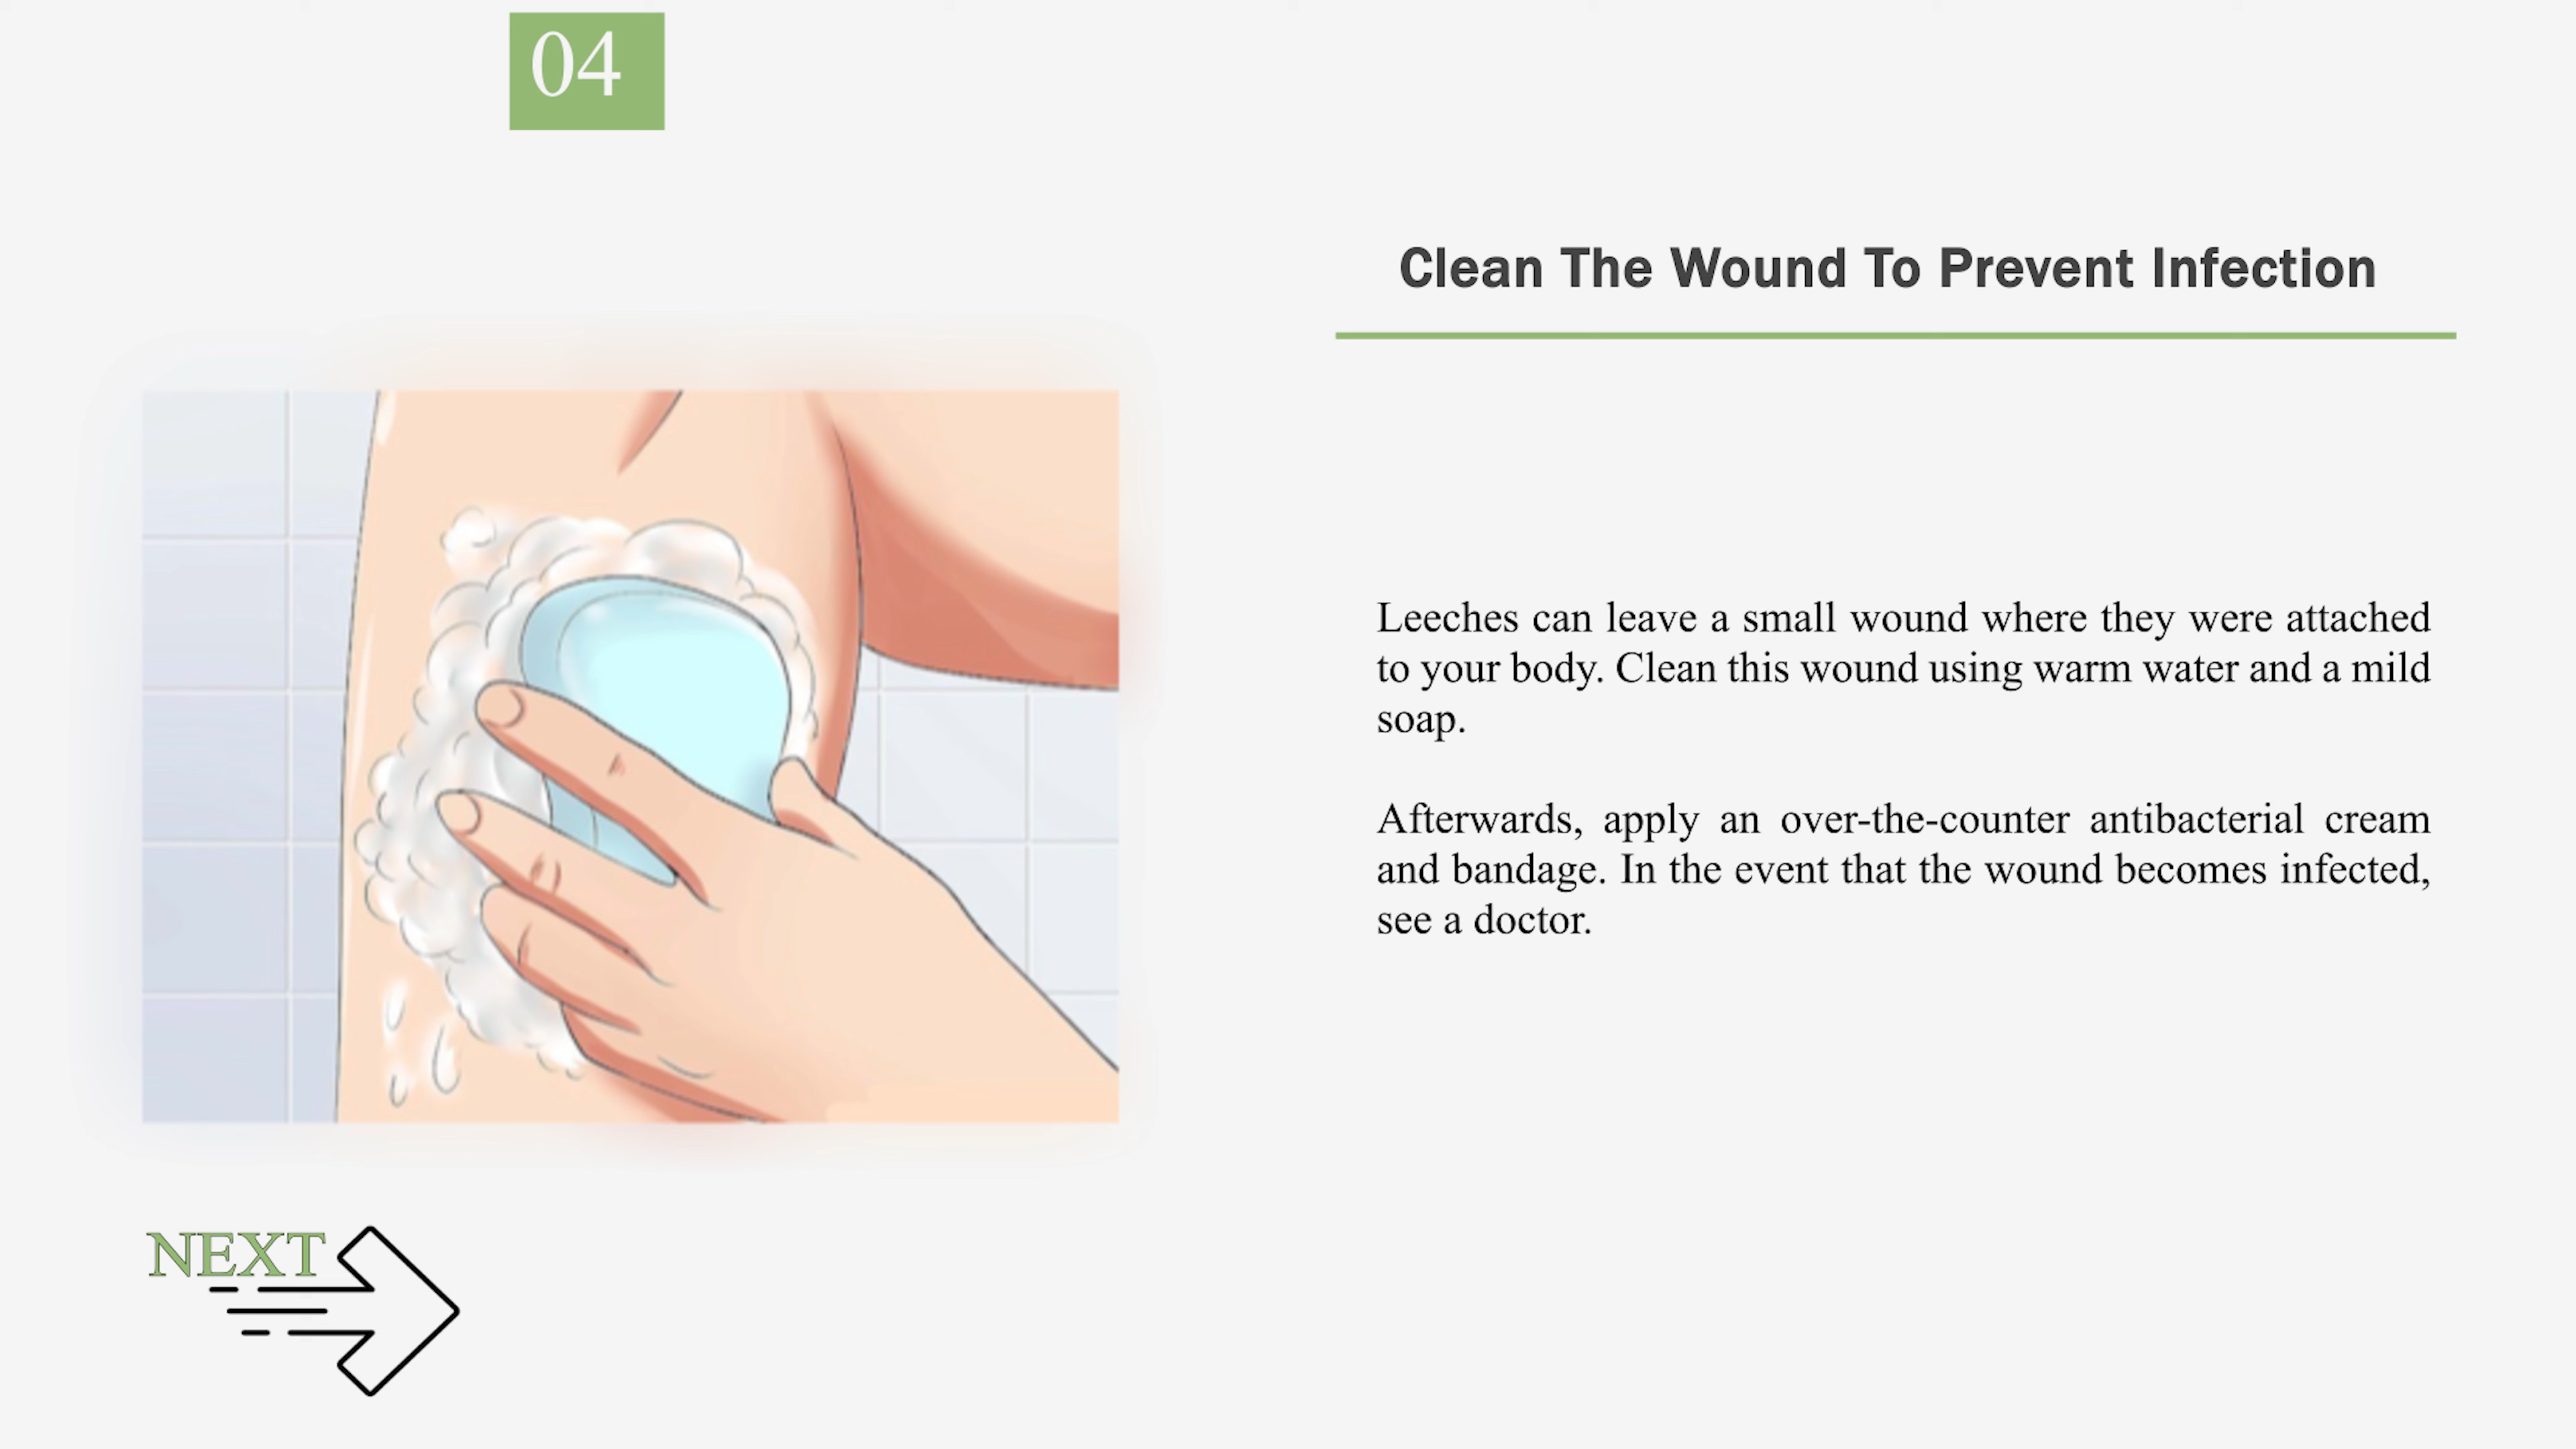 04
Clean The Wound To Prevent Infection
Leeches can leave a small wound where they were attached
to your body. Clean this wound using warm water and a mild
soap.
Afterwards, apply an over-the-counter antibacterial cream
and bandage. In the event that the wound becomes infected,
see a doctor.
NEXT